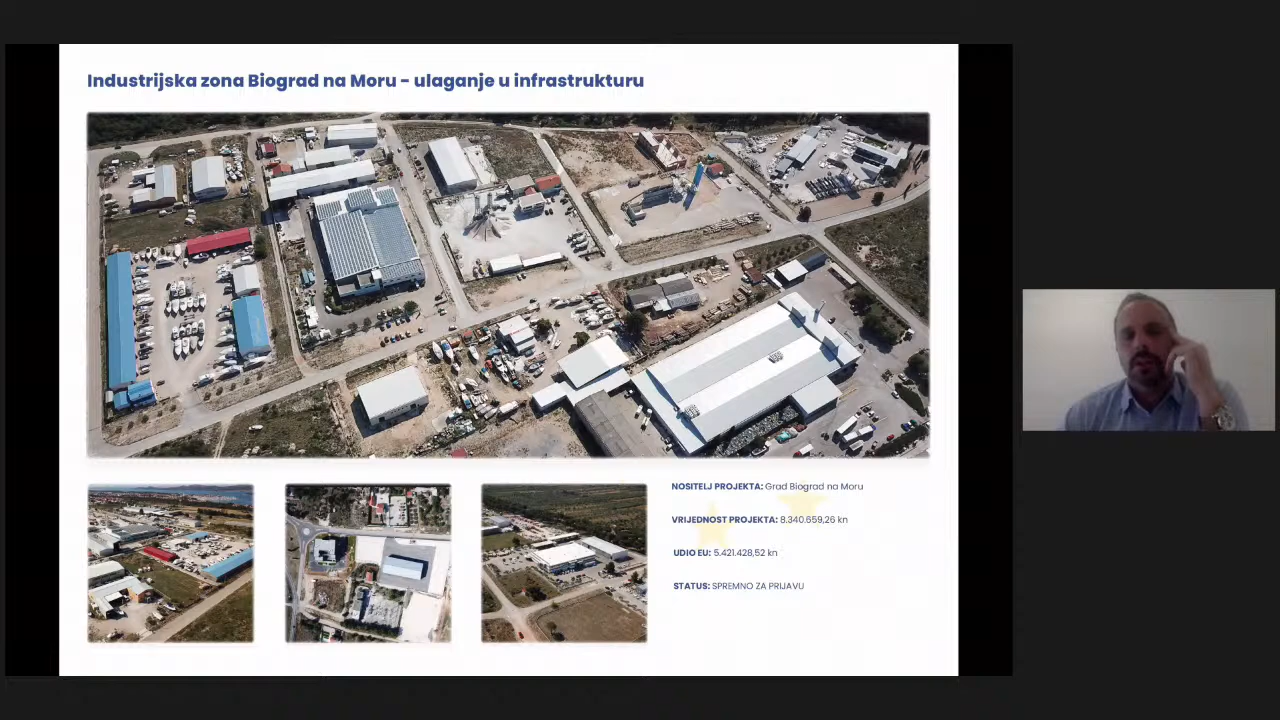 Industrijska zona Biograd na Moru - ulaganje u infrastrukturu
NOSITELJ PROJEKTA: Grad Biograd na Moru
VRIJEDNOST PROJEKTA: 8.340.659,26 kn
UDIO EU: 5.421.428,52 kn
STATUS: SPREMNO ZA PRIJAVU